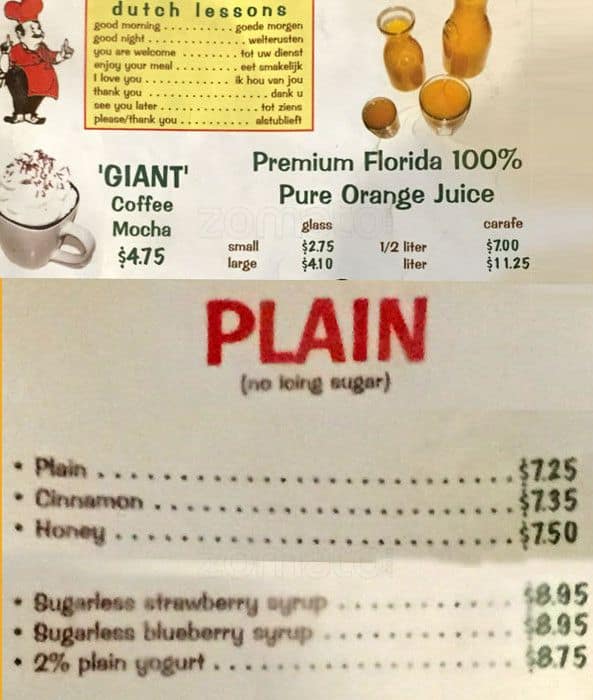 dutch lessons
good morning . . . . . . . . . . . . goede morgen
good night . . . . . . . . . . . . . . . welterusten
you are welcome . . . . . . . . tot uw dienst
enjoy your meal . . . . . . . . . eet smakelijk
I love you . . . . . . . . . . . . . ik hou van jou
thank you . . . . . . . . . . . . . . . . . . dank u
see you later . . . . . . . . . . . . . . tot ziens
please/thank you . . . . . . . . . . alstublieft
'GIANT'
Coffee
Mocha
$4.75
Premium Florida 100%
Pure Orange Juice
glass carafe
small $2.75 1/2 liter $7.00
large $4.10 liter $11.25
zomato
PLAIN
(no icing sugar)
• Plain . . . . . . . . . . . . . . . . . . . . . . . . $7.25
• Cinnamon . . . . . . . . . . . . . . . . . . . . $7.35
• Honey . . . . . . . . . . . . . . . . . . . . . . . $7.50
zomato
• Sugarless strawberry syrup . . . . . . . . . . $8.95
• Sugarless blueberry syrup . . . . . . . . . . . $8.95
• 2% plain yogurt . . . . . . . . . . . . . . . . . $8.75